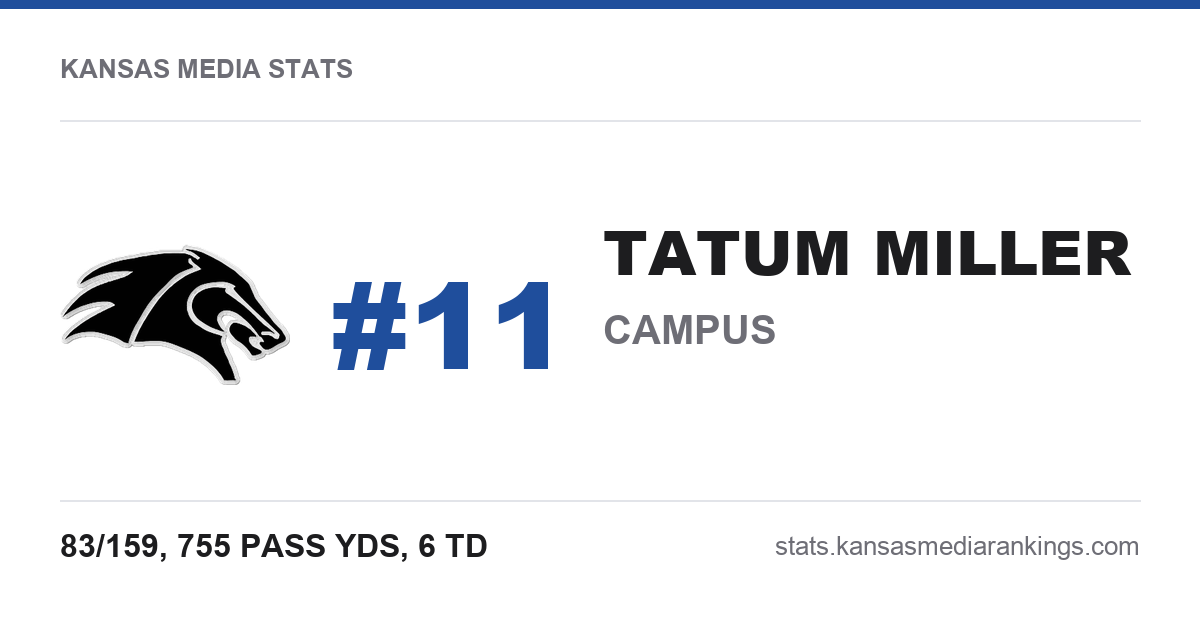 KANSAS MEDIA STATS
#11
TATUM MILLER
CAMPUS
83/159, 755 PASS YDS, 6 TD
stats.kansasmediarankings.com